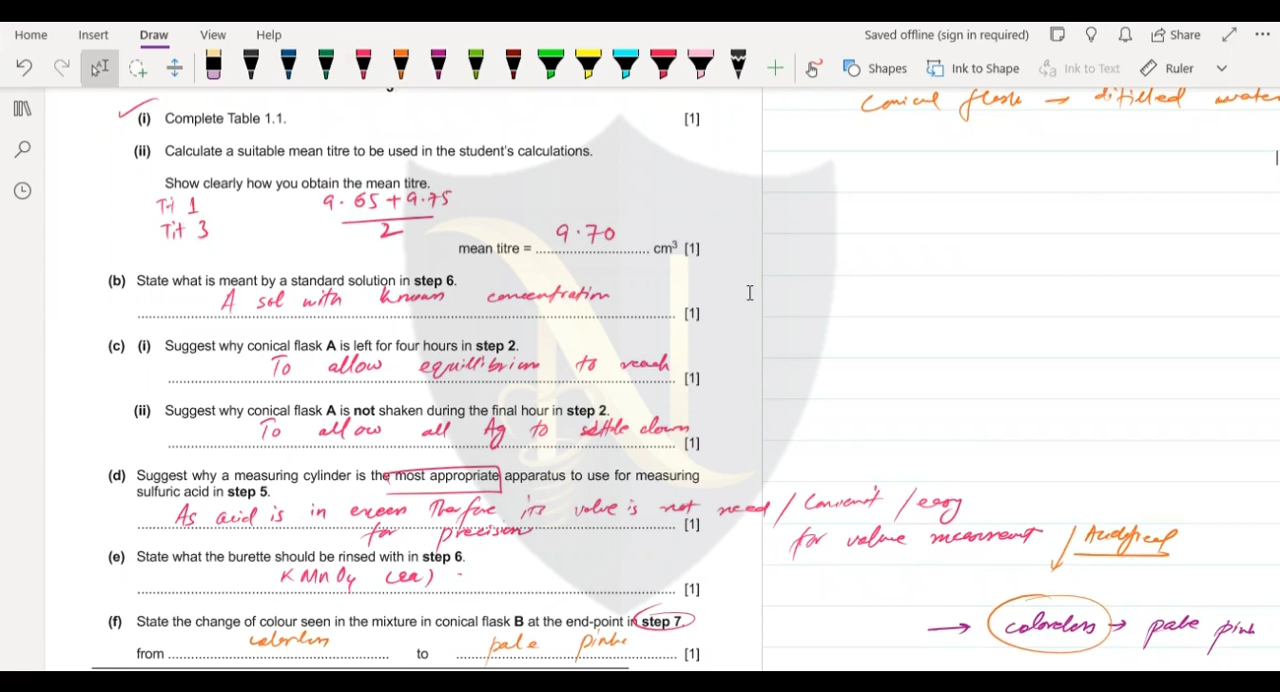 Home Insert Draw View Help Saved offline (sign in required) Share
Shapes Ink to Shape Ink to Text Ruler
Conical flask → ditilled water
(i) Complete Table 1.1. [1]
(ii) Calculate a suitable mean titre to be used in the student's calculations.
Show clearly how you obtain the mean titre.
Tit 1 9.65 + 9.75
Tit 3 2
mean titre = 9.70 cm³ [1]
(b) State what is meant by a standard solution in step 6.
A sol with known concentration
[1]
(c) (i) Suggest why conical flask A is left for four hours in step 2.
To allow equillibrium to reach
[1]
(ii) Suggest why conical flask A is not shaken during the final hour in step 2.
To allow all Ag to settle down
[1]
(d) Suggest why a measuring cylinder is the most appropriate apparatus to use for measuring
sulfuric acid in step 5.
As acid is in excess Therfore its volume is not need / Convenit / easy
for precision [1] for volume measurement /
(e) State what the burette should be rinsed with in step 6.
KMnO4 (aq)
[1]
(f) State the change of colour seen in the mixture in conical flask B at the end-point in step 7.
→ colorless → pale pink
from colorless to pale pink [1]